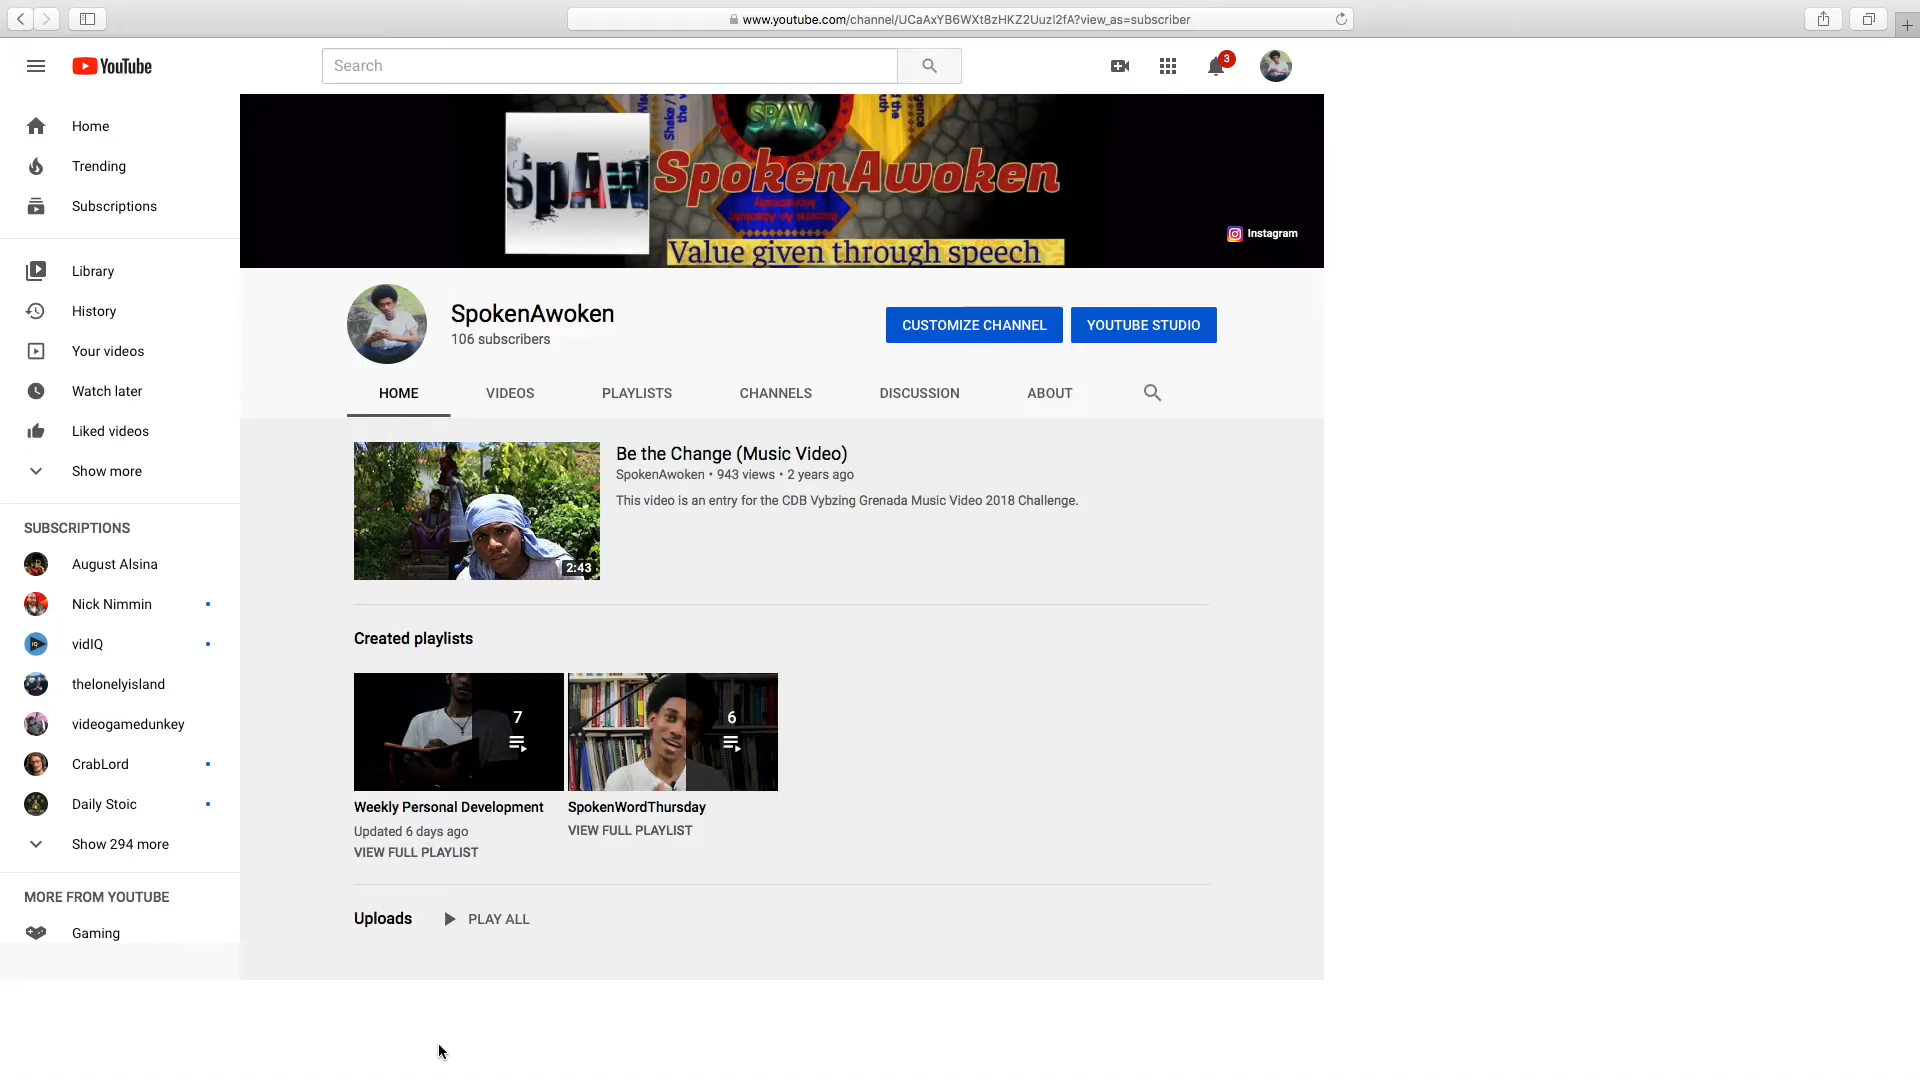 www.youtube.com/channel/UCaAxYB6WXt8zHKZ2Uuzl2fA?view_as=subscriber
YouTube
Search
3
Home
Trending
Subscriptions
Library
History
Your videos
Watch later
Liked videos
Show more
SUBSCRIPTIONS
August Alsina
Nick Nimmin
vidIQ
thelonelyisland
videogamedunkey
CrabLord
Daily Stoic
Show 294 more
MORE FROM YOUTUBE
Gaming
SPAW
SpAW
SpokenAwoken
Value given through speech
Instagram
SpokenAwoken
106 subscribers
CUSTOMIZE CHANNEL
YOUTUBE STUDIO
HOME VIDEOS PLAYLISTS CHANNELS DISCUSSION ABOUT
2:43
Be the Change (Music Video)
SpokenAwoken • 943 views • 2 years ago
This video is an entry for the CDB Vybzing Grenada Music Video 2018 Challenge.
Created playlists
7
6
Weekly Personal Development
Updated 6 days ago
VIEW FULL PLAYLIST
SpokenWordThursday
VIEW FULL PLAYLIST
Uploads PLAY ALL